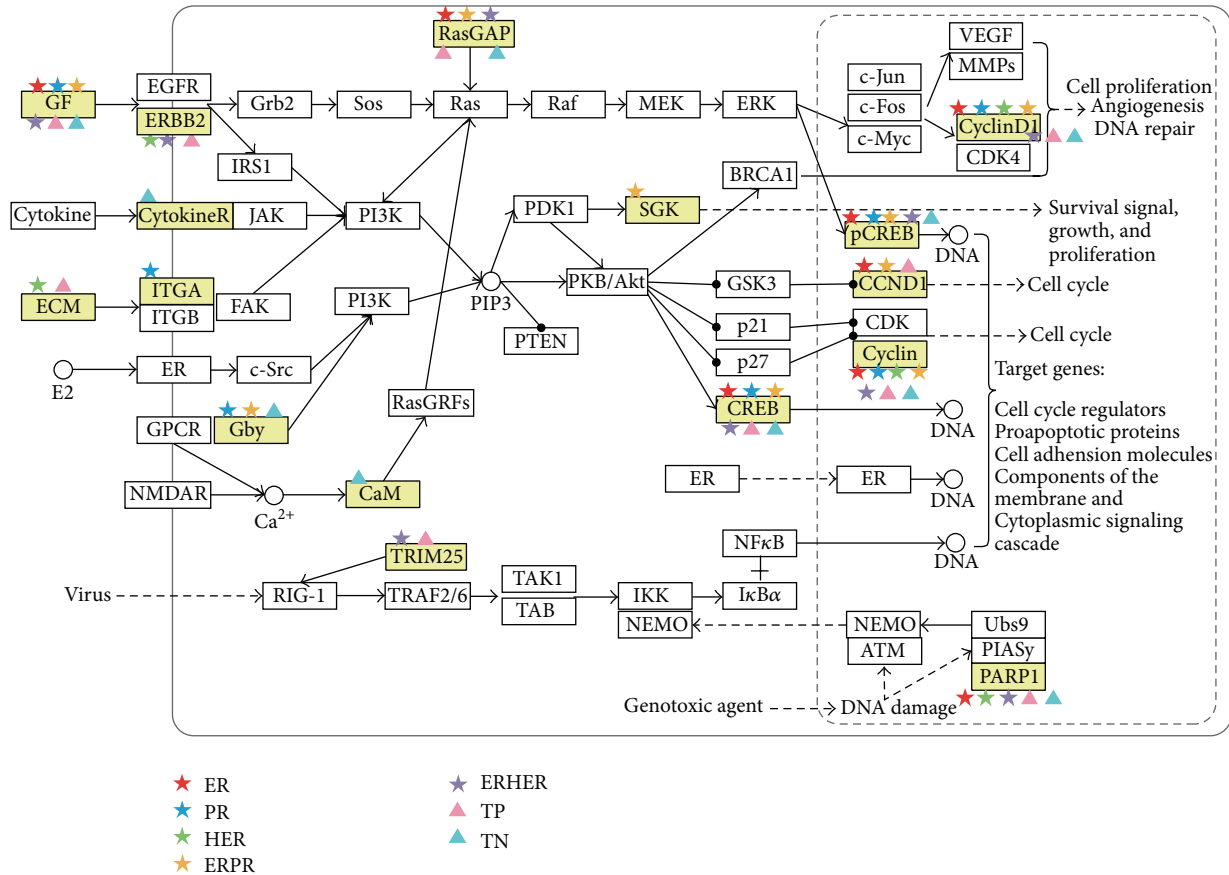 RasGAP
VEGF
MMPs
EGFR
c-Jun
Cell proliferation
GF
Grb2
Sos
Ras
Raf
MEK
ERK
c-Fos
Angiogenesis
ERBB2
CyclinD1
DNA repair
c-Myc
IRS1
CDK4
BRCA1
Cytokine
CytokineR
JAK
PI3K
PDK1
SGK
Survival signal,
growth, and
proliferation
pCREB
DNA
ITGA
ECM
ITGB
FAK
PI3K
PIP3
PKB/Akt
GSK3
CCND1
Cell cycle
PTEN
p21
CDK
Cell cycle
p27
Cyclin
E2
ER
c-Src
RasGRFs
Target genes:
GPCR
Gby
CREB
DNA
Cell cycle regulators
Proapoptotic proteins
Cell adhension molecules
Components of the
membrane and
Cytoplasmic signaling
cascade
NMDAR
Ca2+
CaM
ER
ER
DNA
TRIM25
NFκB
DNA
Virus
RIG-1
TRAF2/6
TAK1
TAB
IKK
NEMO
IκBα
NEMO
ATM
Ubs9
PIASy
PARP1
Genotoxic agent
DNA damage
ER
PR
HER
ERPR
ERHER
TP
TN